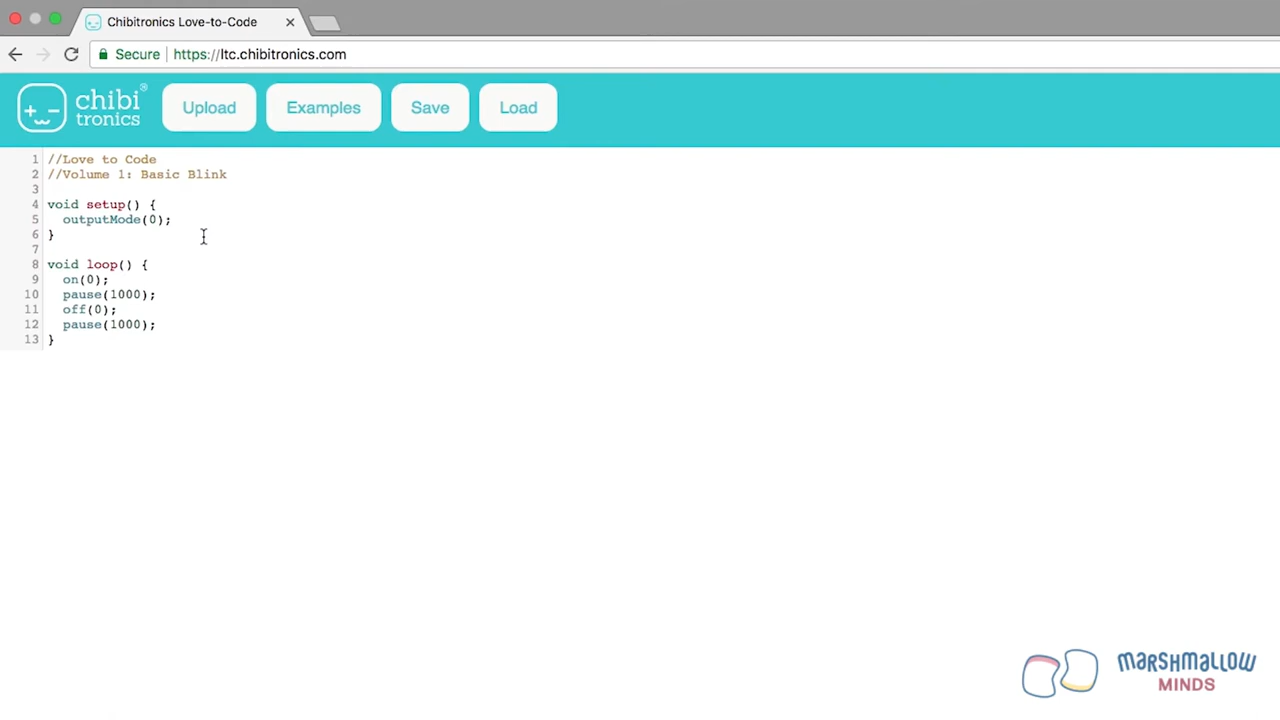 Chibitronics Love-to-Code
Secure https://ltc.chibitronics.com
chibi®
tronics
Upload Examples Save Load
1 //Love to Code
2 //Volume 1: Basic Blink
3
4 void setup() {
5 outputMode(0);
6 }
7
8 void loop() {
9 on(0);
10 pause(1000);
11 off(0);
12 pause(1000);
13 }
MARSHMALLOW
MINDS